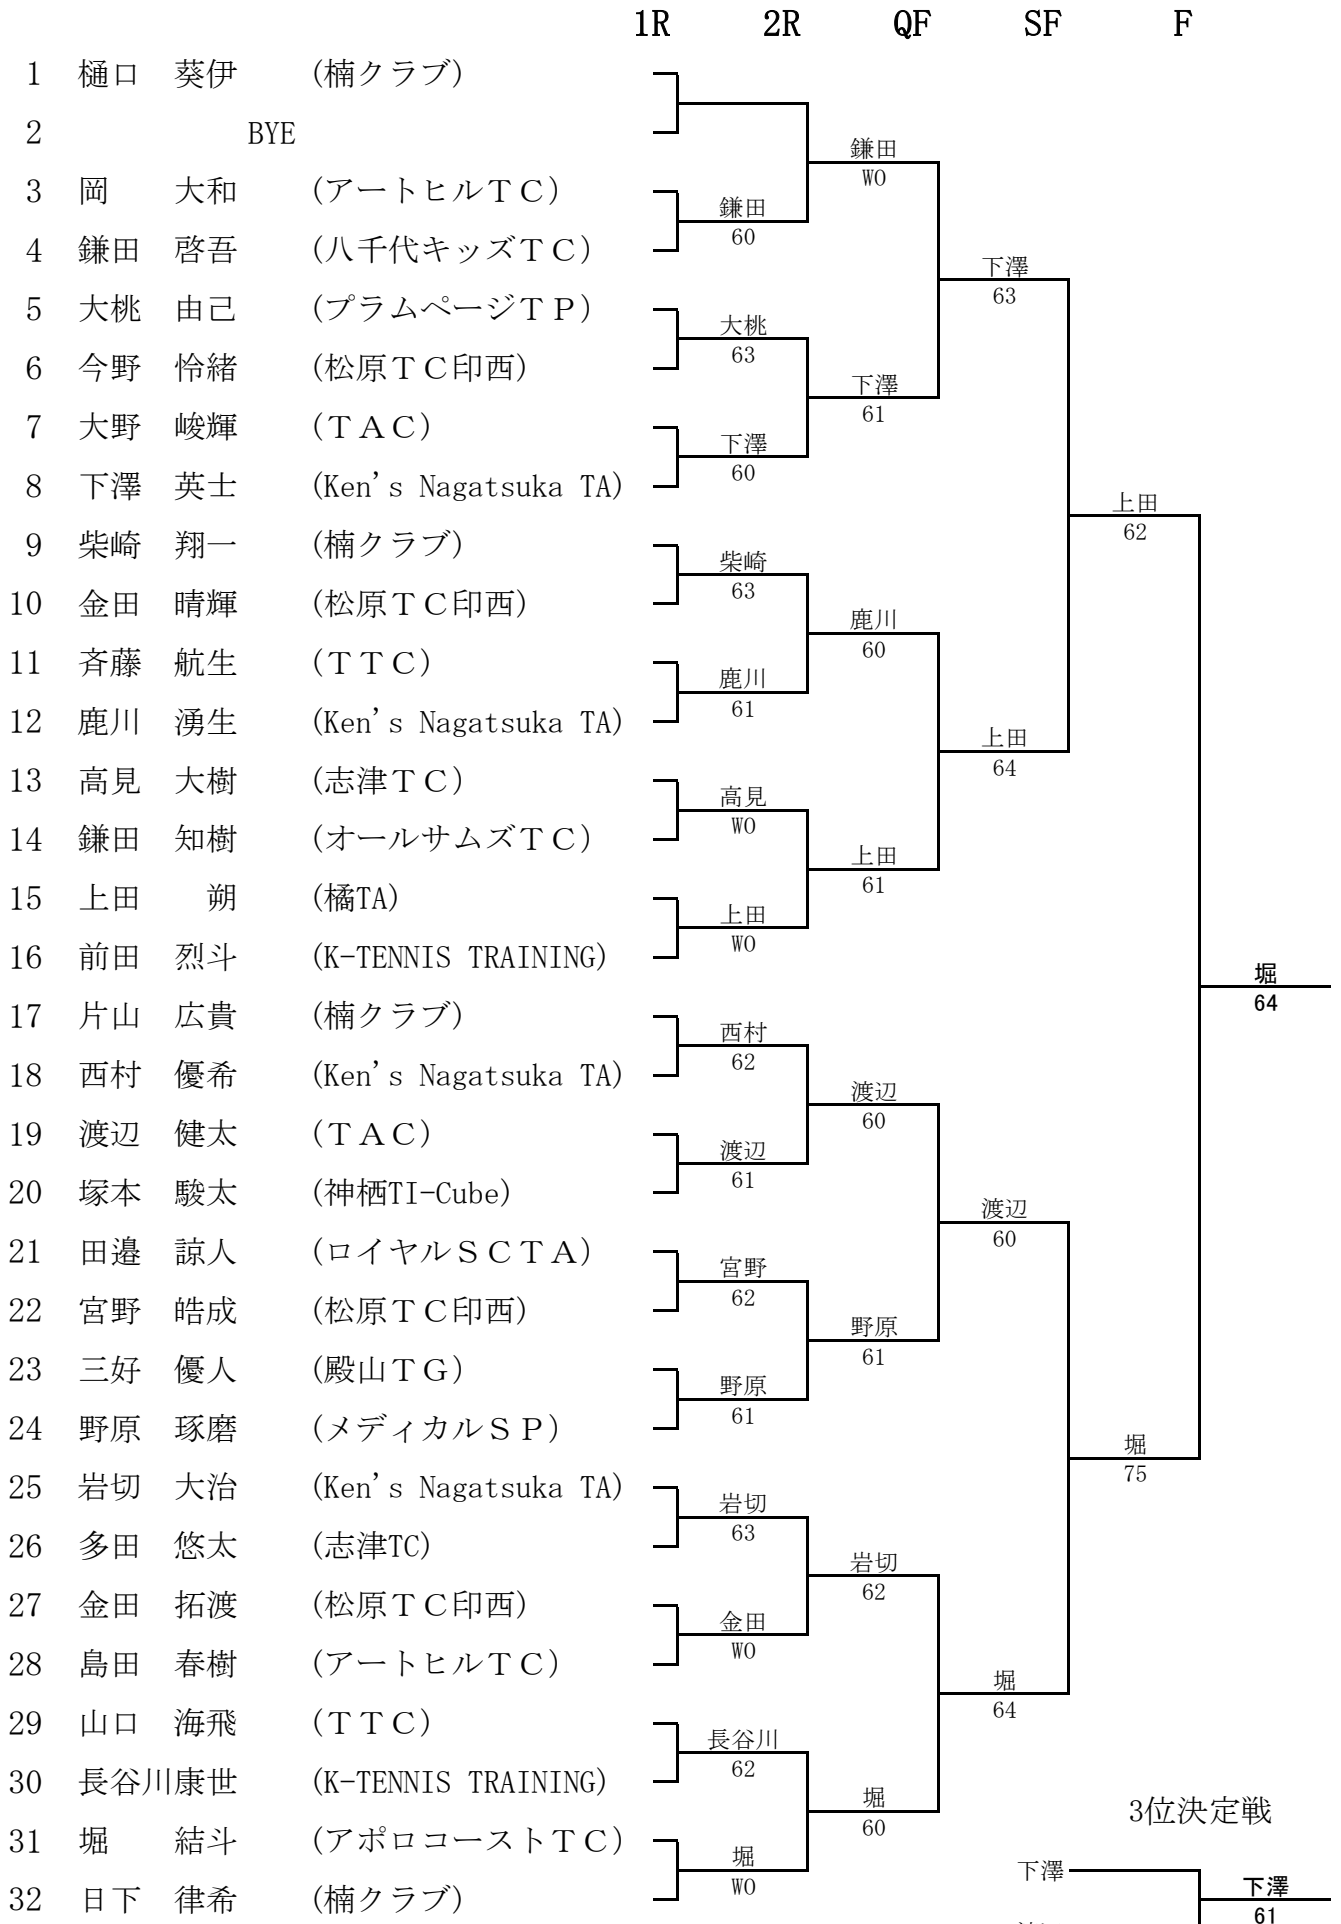 1R 2R QF SF F
1 樋口 葵伊 (楠クラブ)
2 BYE
鎌田
WO
3 岡 大和 (アートヒルＴＣ)
鎌田
60
4 鎌田 啓吾 (八千代キッズＴＣ)
下澤
63
5 大桃 由己 (プラムページＴＰ)
大桃
63
6 今野 怜緒 (松原ＴＣ印西)
下澤
61
7 大野 峻輝 (ＴＡＣ)
下澤
60
8 下澤 英士 (Ken's Nagatsuka TA)
上田
62
9 柴崎 翔一 (楠クラブ)
柴崎
63
10 金田 晴輝 (松原ＴＣ印西)
鹿川
60
11 斉藤 航生 (ＴＴＣ)
鹿川
61
12 鹿川 湧生 (Ken's Nagatsuka TA)
上田
64
13 高見 大樹 (志津ＴＣ)
高見
WO
14 鎌田 知樹 (オールサムズＴＣ)
上田
61
15 上田 朔 (橘TA)
上田
WO
16 前田 烈斗 (K-TENNIS TRAINING)
堀
64
17 片山 広貴 (楠クラブ)
西村
62
18 西村 優希 (Ken's Nagatsuka TA)
渡辺
60
19 渡辺 健太 (ＴＡＣ)
渡辺
61
20 塚本 駿太 (神栖TI-Cube)
渡辺
60
21 田邉 諒人 (ロイヤルＳＣＴＡ)
宮野
62
22 宮野 皓成 (松原ＴＣ印西)
野原
61
23 三好 優人 (殿山ＴＧ)
野原
61
24 野原 琢磨 (メディカルＳＰ)
堀
75
25 岩切 大治 (Ken's Nagatsuka TA)
岩切
63
26 多田 悠太 (志津TC)
岩切
62
27 金田 拓渡 (松原ＴＣ印西)
金田
WO
28 島田 春樹 (アートヒルＴＣ)
堀
64
29 山口 海飛 (ＴＴＣ)
長谷川
62
30 長谷川康世 (K-TENNIS TRAINING)
堀
60
3位決定戦
31 堀 結斗 (アポロコーストＴＣ)
堀
WO
下澤
32 日下 律希 (楠クラブ)
下澤
61